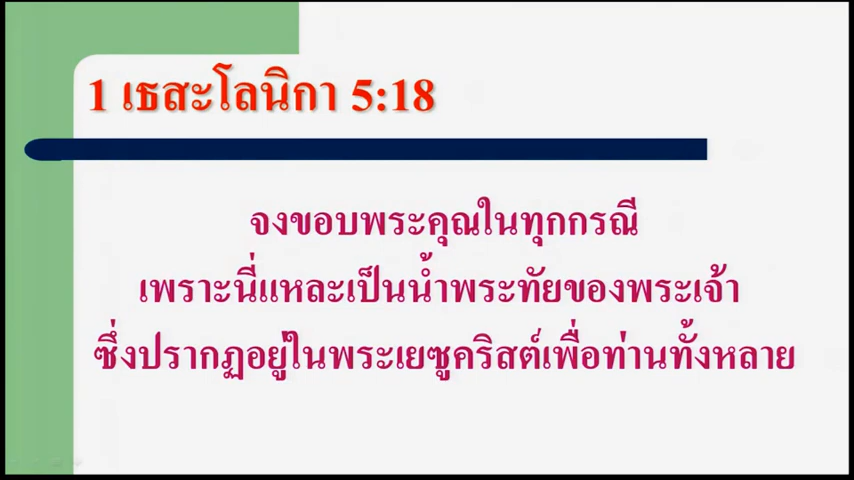 1 เธสะโลนิกา 5:18
จงขอบพระคุณในทุกกรณี
เพราะนี่แหละเป็นน้ำพระทัยของพระเจ้า
ซึ่งปรากฏอยู่ในพระเยซูคริสต์เพื่อท่านทั้งหลาย